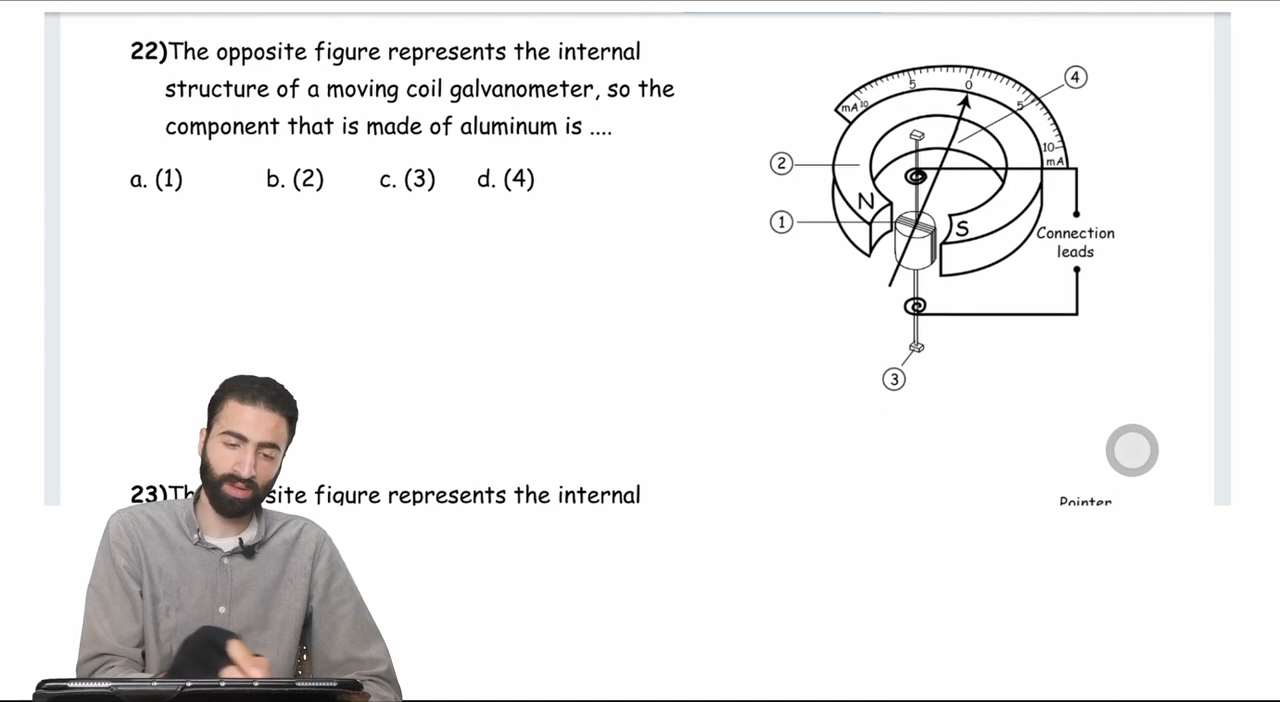 22)The opposite figure represents the internal
structure of a moving coil galvanometer, so the
component that is made of aluminum is ....
a. (1) b. (2) c. (3) d. (4)
4
5 0 5
mA 10
10
mA
2
N
1
S
Connection
leads
3
23)Th site figure represents the internal
Pointer